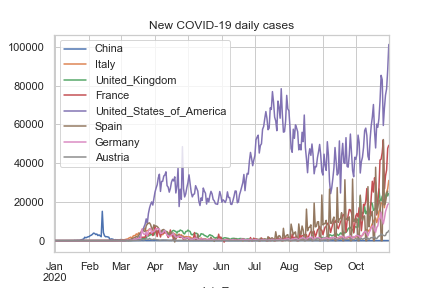 New COVID-19 daily cases
100000
80000
60000
40000
20000
0
China
Italy
United_Kingdom
France
United_States_of_America
Spain
Germany
Austria
Jan Feb Mar Apr May Jun Jul Aug Sep Oct
2020